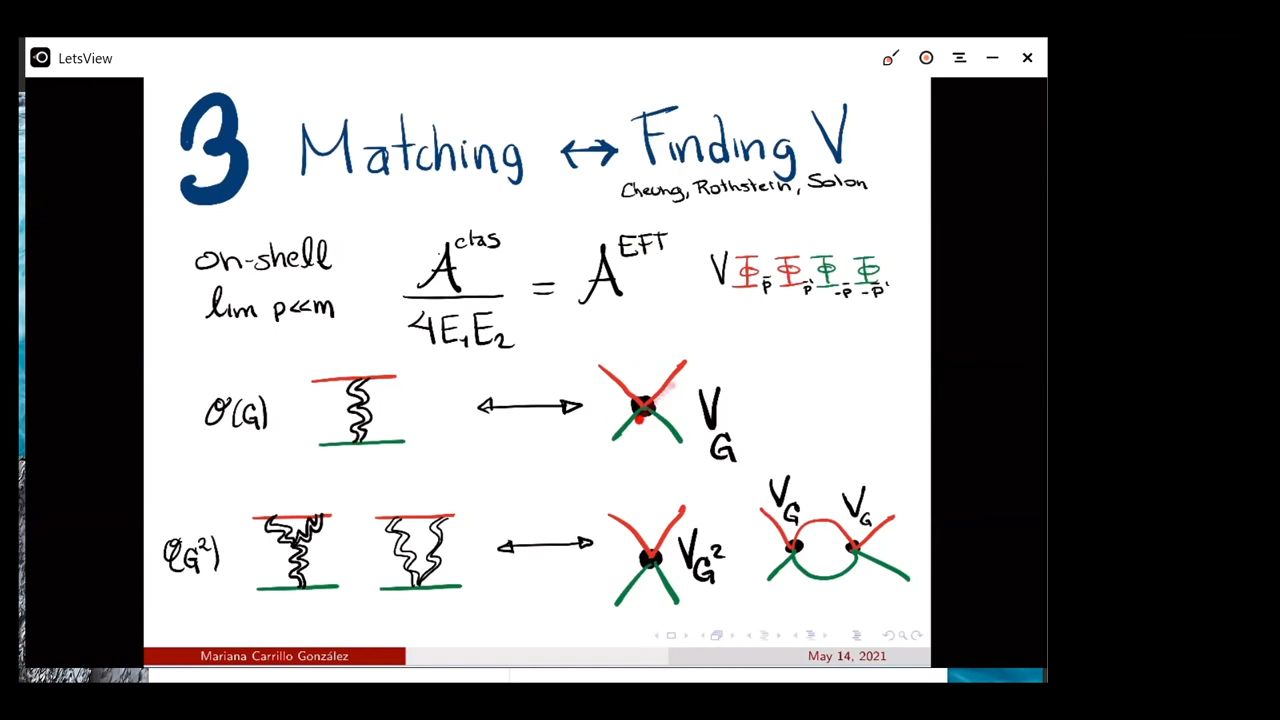 LetsView
3 Matching ↔ Finding V
Cheung, Rothstein, Solon
on-shell
lim p≪m
A^clas / 4E₁E₂ = A^EFT
V Φ_p̄ Φ_p̄' Φ_-p̄ Φ_-p̄'
O(G) ↔ V_G
O(G²) ↔ V_G² V_G V_G
Mariana Carrillo González May 14, 2021